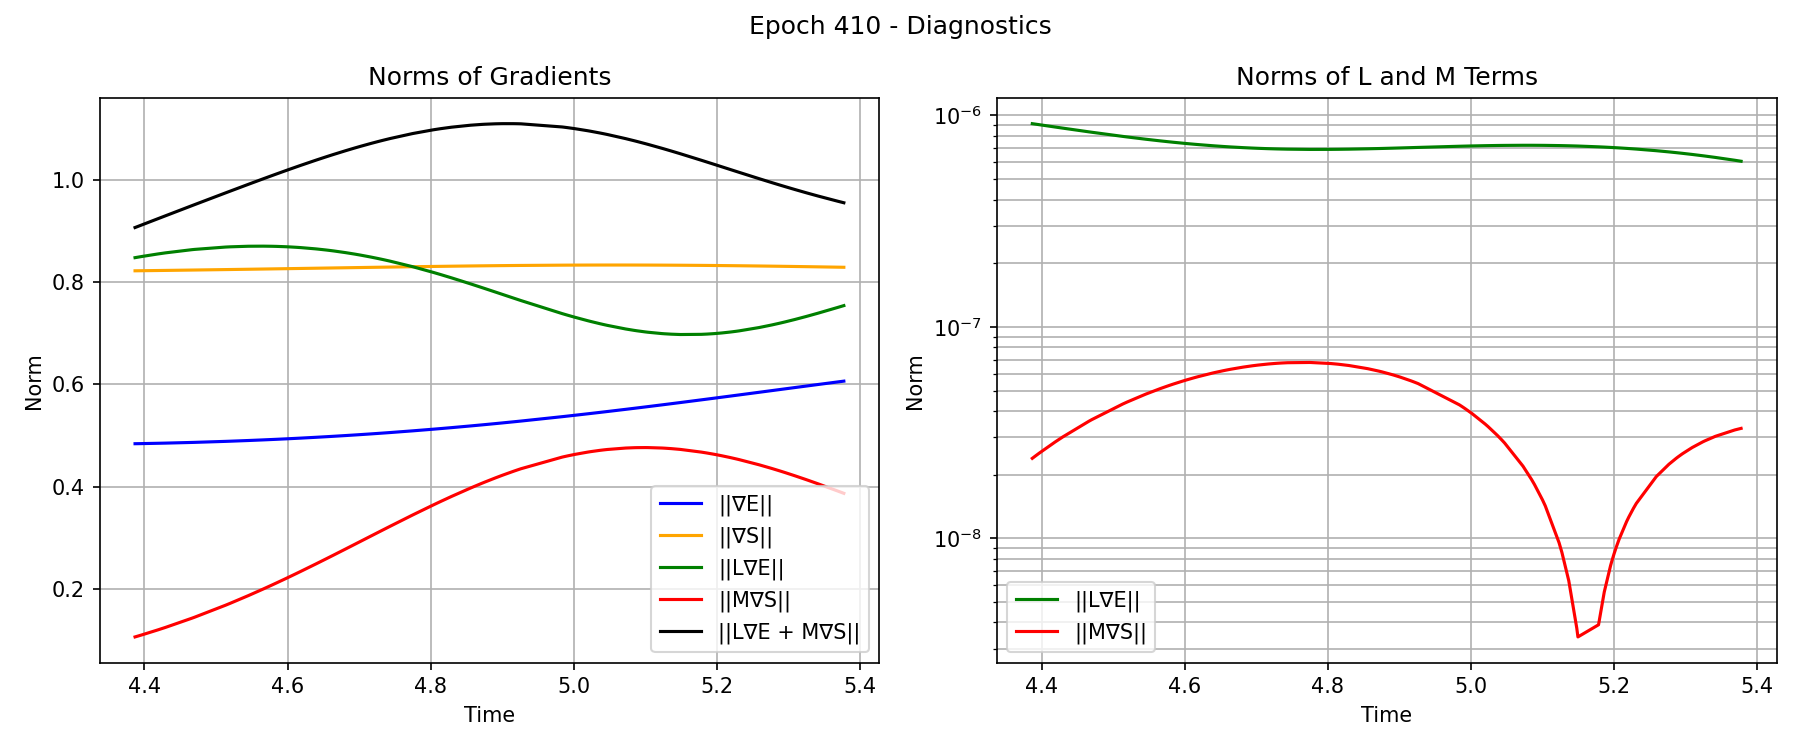 Epoch 410 - Diagnostics
Norms of Gradients
Norm
1.0
0.8
0.6
0.4
0.2
4.4 4.6 4.8 5.0 5.2 5.4
Time
||∇E||
||∇S||
||L∇E||
||M∇S||
||L∇E + M∇S||
Norms of L and M Terms
Norm
10⁻⁶
10⁻⁷
10⁻⁸
4.4 4.6 4.8 5.0 5.2 5.4
Time
||L∇E||
||M∇S||